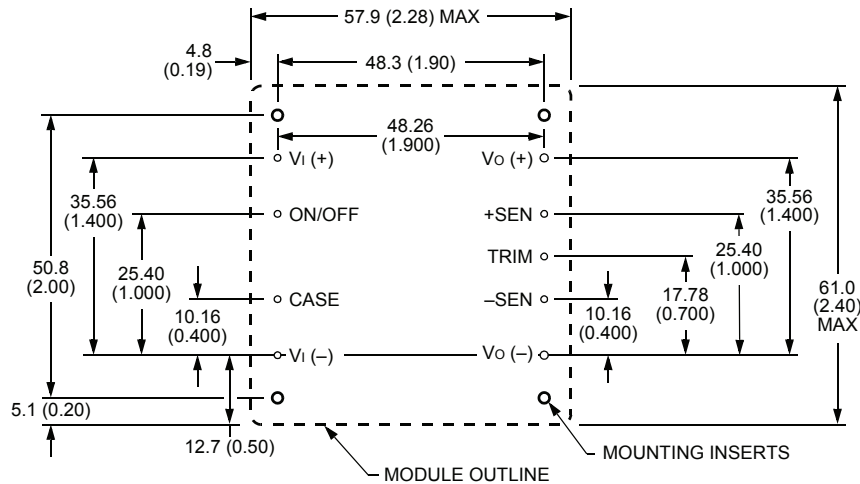 57.9 (2.28) MAX
4.8
(0.19)
48.3 (1.90)
48.26
(1.900)
VI (+)
VO (+)
35.56
(1.400)
35.56
(1.400)
ON/OFF
+SEN
50.8
(2.00)
25.40
(1.000)
TRIM
25.40
(1.000)
61.0
(2.40)
MAX
CASE
–SEN
10.16
(0.400)
10.16
(0.400)
17.78
(0.700)
VI (–)
VO (–)
5.1 (0.20)
12.7 (0.50)
MOUNTING INSERTS
MODULE OUTLINE